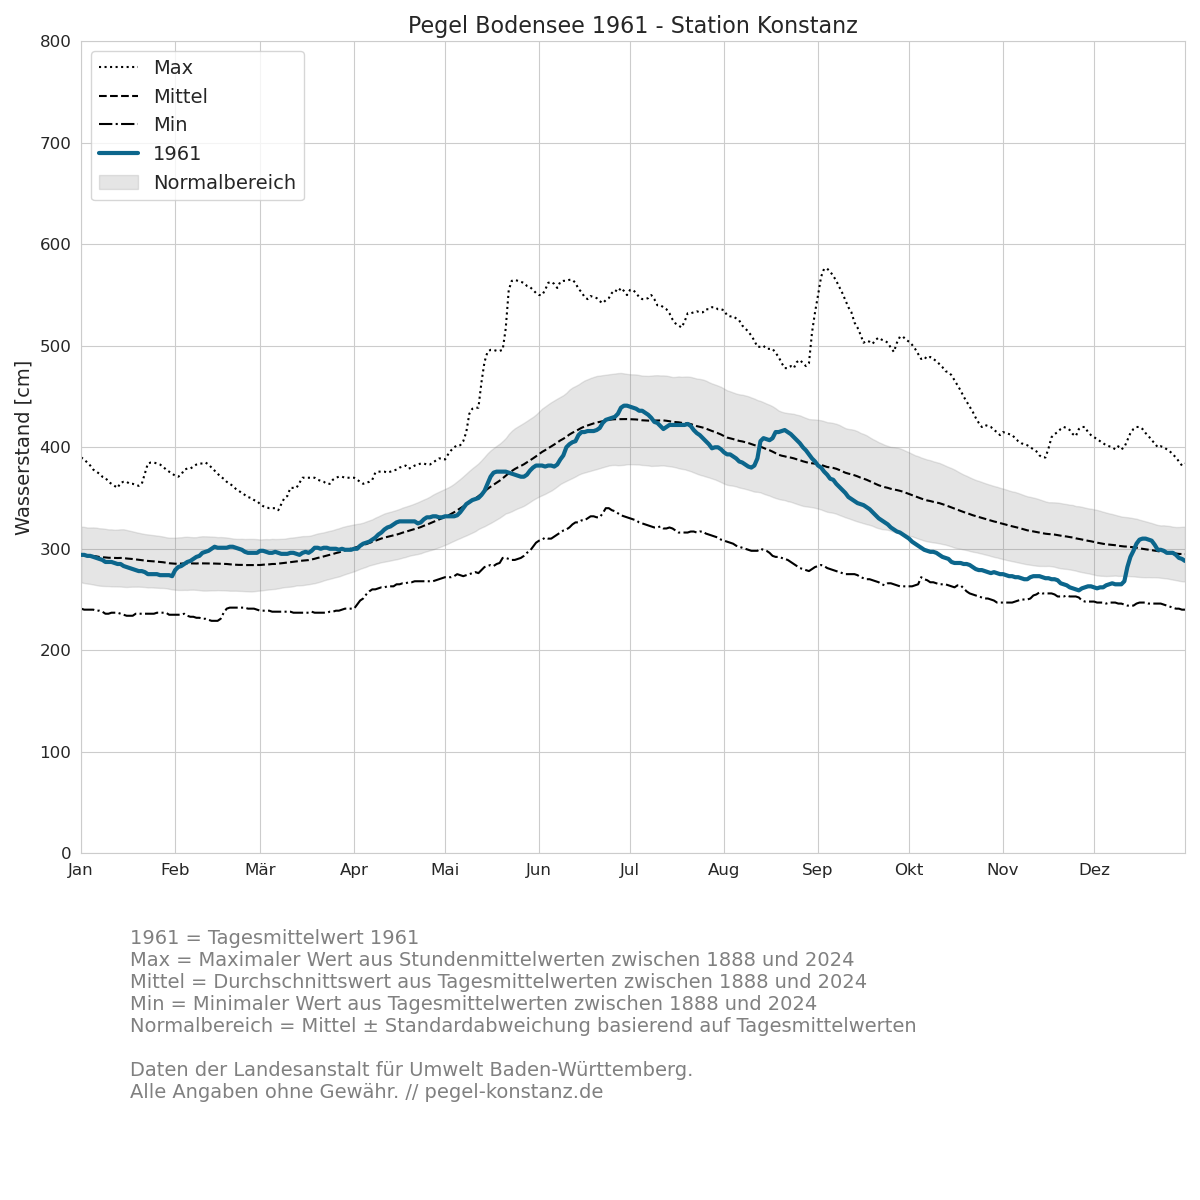 Pegel Bodensee 1961 - Station Konstanz
Wasserstand [cm]
800
700
600
500
400
300
200
100
0
Max
Mittel
Min
1961
Normalbereich
Jan Feb Mär Apr Mai Jun Jul Aug Sep Okt Nov Dez
1961 = Tagesmittelwert 1961
Max = Maximaler Wert aus Stundenmittelwerten zwischen 1888 und 2024
Mittel = Durchschnittswert aus Tagesmittelwerten zwischen 1888 und 2024
Min = Minimaler Wert aus Tagesmittelwerten zwischen 1888 und 2024
Normalbereich = Mittel ± Standardabweichung basierend auf Tagesmittelwerten
Daten der Landesanstalt für Umwelt Baden-Württemberg.
Alle Angaben ohne Gewähr. // pegel-konstanz.de